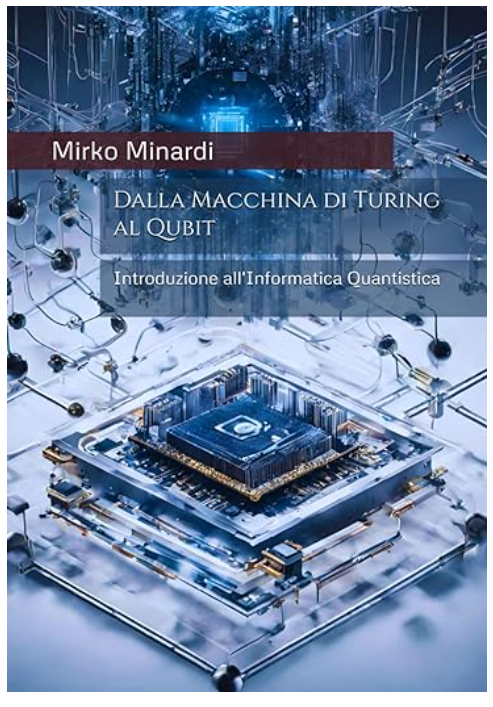 Mirko Minardi
Dalla Macchina di Turing
al Qubit
Introduzione all'Informatica Quantistica